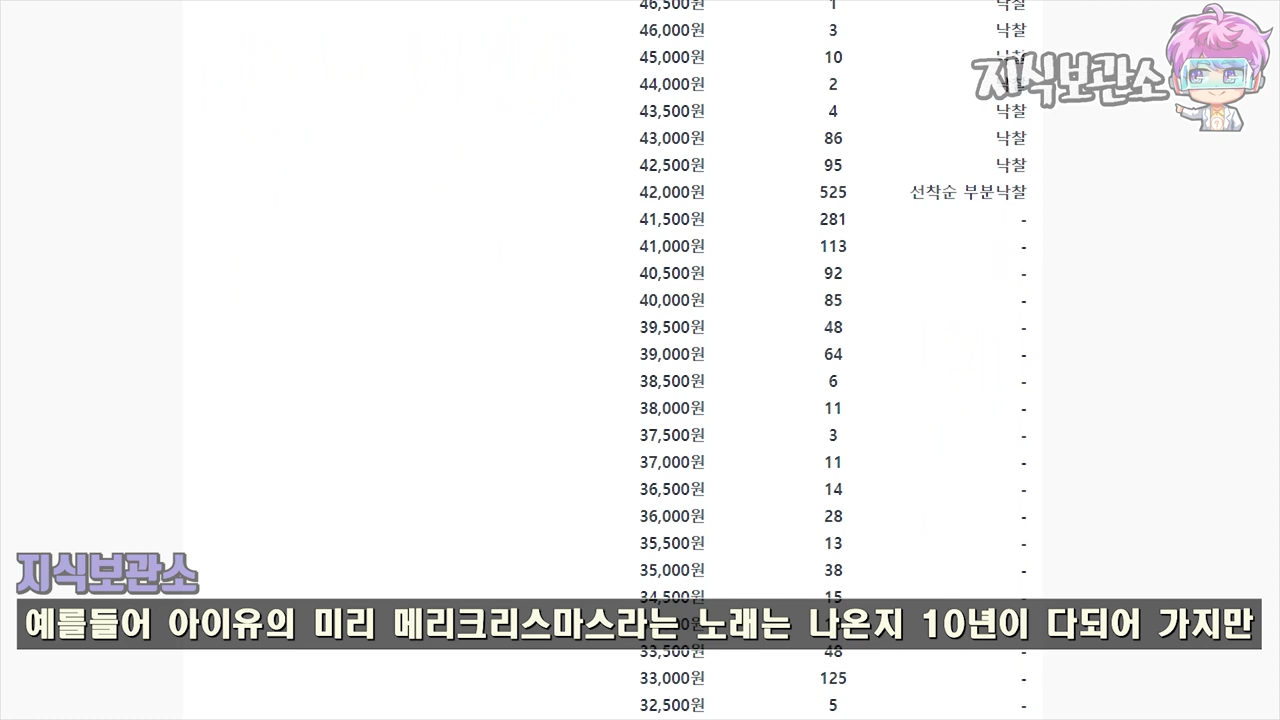 46,500원 1 낙찰
46,000원 3 낙찰
45,000원 10 낙찰
44,000원 2
43,500원 4 낙찰
43,000원 86 낙찰
42,500원 95 낙찰
42,000원 525 선착순 부분낙찰
41,500원 281 -
41,000원 113 -
40,500원 92 -
40,000원 85 -
39,500원 48 -
39,000원 64 -
38,500원 6 -
38,000원 11 -
37,500원 3 -
37,000원 11 -
36,500원 14 -
36,000원 28 -
35,500원 13 -
35,000원 38 -
34,500원 15 -
33,500원 48 -
33,000원 125 -
32,500원 5 -
지식보관소
지식보관소
예를들어 아이유의 미리 메리크리스마스라는 노래는 나온지 10년이 다되어 가지만